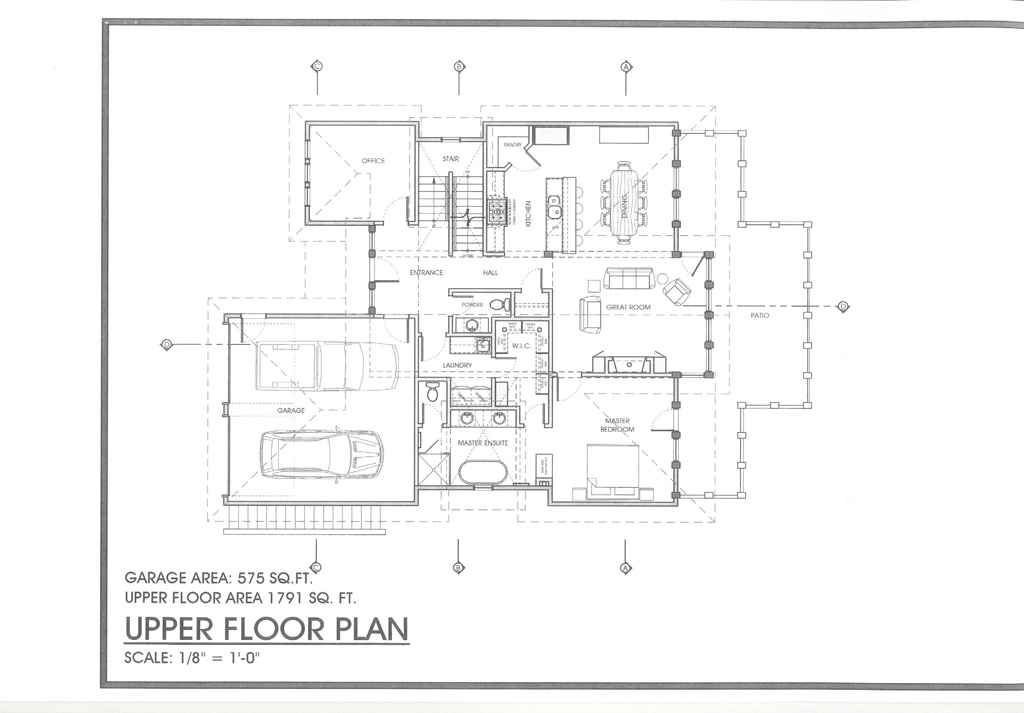 C
B
A
PANTRY
OFFICE
STAIR
KITCHEN
DINING
ENTRANCE
HALL
POWDER
GREAT ROOM
D
PATIO
D
W.I.C.
LAUNDRY
GARAGE
MASTER
BEDROOM
MASTER ENSUITE
C
B
A
GARAGE AREA: 575 SQ.FT.
UPPER FLOOR AREA 1791 SQ. FT.
UPPER FLOOR PLAN
SCALE: 1/8" = 1'-0"